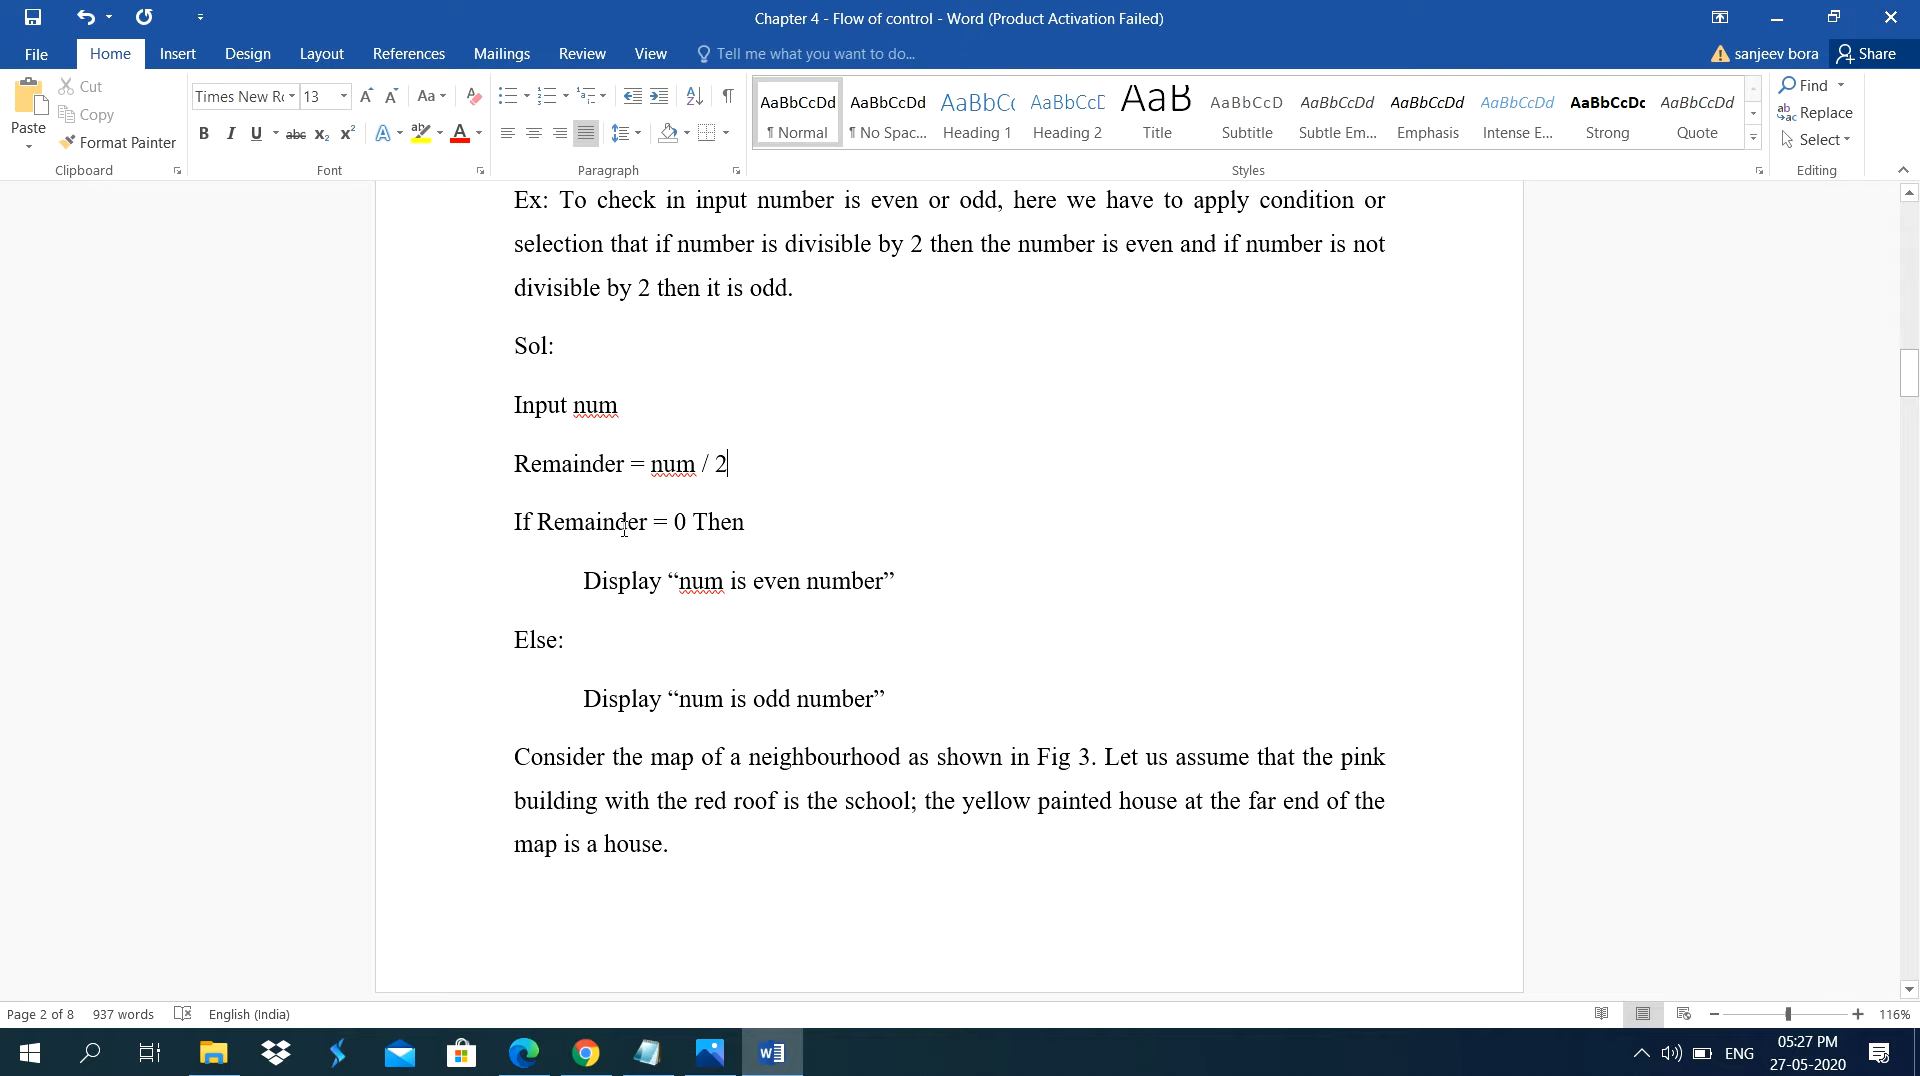 Chapter 4 - Flow of control - Word (Product Activation Failed)
File Home Insert Design Layout References Mailings Review View Tell me what you want to do... sanjeev bora Share
Paste Cut Copy Format Painter
Clipboard
Times New Rc 13 Aa
B I U abc X₂ X² A ab A
Font
Paragraph
AaBbCcDd AaBbCcDd AaBbCc AaBbCcC AaB AaBbCcD AaBbCcDd AaBbCcDd AaBbCcDd AaBbCcDc AaBbCcDd
¶ Normal ¶ No Spac... Heading 1 Heading 2 Title Subtitle Subtle Em... Emphasis Intense E... Strong Quote
Styles
Find
Replace
Select
Editing
Ex: To check in input number is even or odd, here we have to apply condition or
selection that if number is divisible by 2 then the number is even and if number is not
divisible by 2 then it is odd.
Sol:
Input num
Remainder = num / 2
If Remainder = 0 Then
Display “num is even number”
Else:
Display “num is odd number”
Consider the map of a neighbourhood as shown in Fig 3. Let us assume that the pink
building with the red roof is the school; the yellow painted house at the far end of the
map is a house.
Page 2 of 8 937 words English (India) 116%
ENG 05:27 PM
27-05-2020